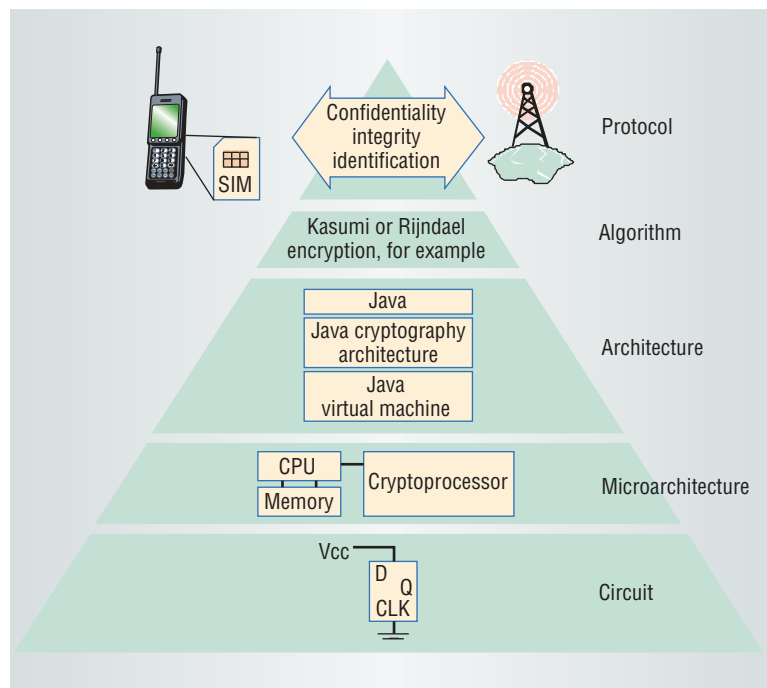 Confidentiality
integrity
identification
Protocol
SIM
Kasumi or Rijndael
encryption, for example
Algorithm
Java
Java cryptography
architecture
Java
virtual machine
Architecture
CPU
Memory
Cryptoprocessor
Microarchitecture
Vcc
D
Q
CLK
Circuit